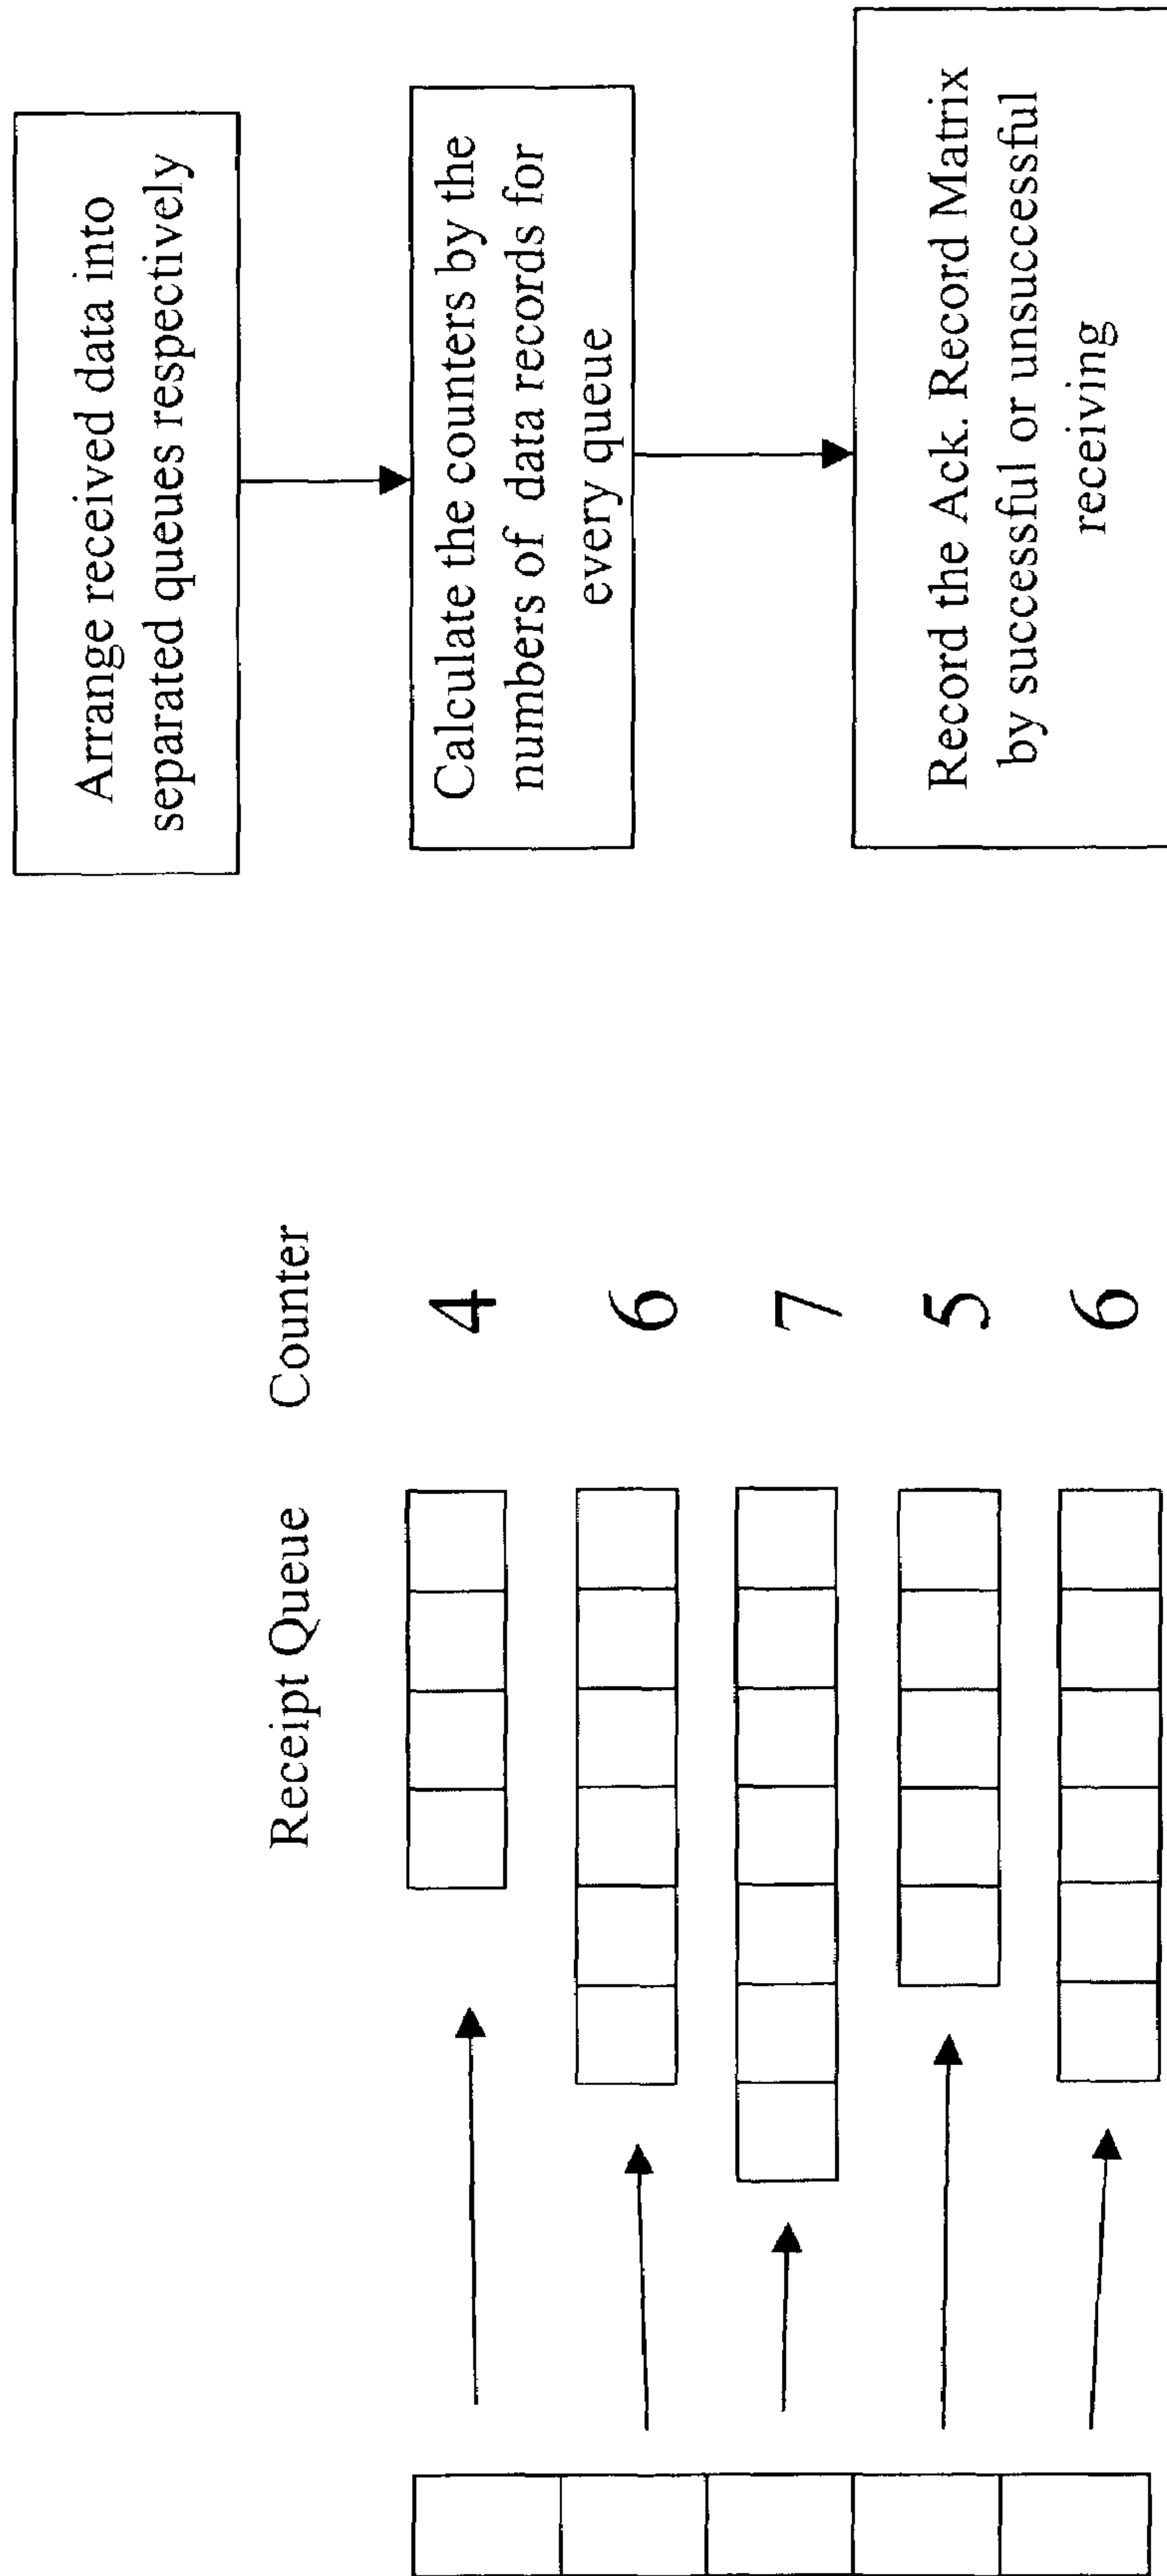 Receipt Queue
Counter
4
6
7
5
6
Arrange received data into
separated queues respectively
Calculate the counters by the
numbers of data records for
every queue
Record the Ack. Record Matrix
by successful or unsuccessful
receiving